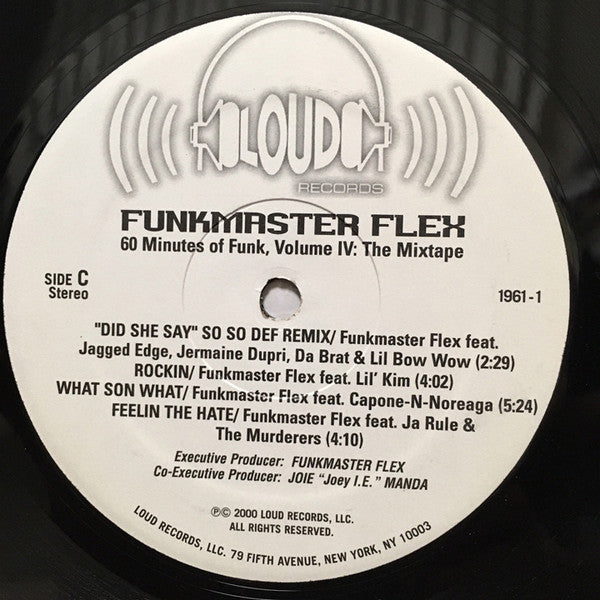 LOUD
RECORDS
FUNKMASTER FLEX
60 Minutes of Funk, Volume IV: The Mixtape
SIDE C
Stereo
1961-1
"DID SHE SAY" SO SO DEF REMIX/ Funkmaster Flex feat.
Jagged Edge, Jermaine Dupri, Da Brat & Lil Bow Wow (2:29)
ROCKIN/ Funkmaster Flex feat. Lil' Kim (4:02)
WHAT SON WHAT/ Funkmaster Flex feat. Capone-N-Noreaga (5:24)
FEELIN THE HATE/ Funkmaster Flex feat. Ja Rule &
The Murderers (4:10)
Executive Producer: FUNKMASTER FLEX
Co-Executive Producer: JOIE "Joey I.E." MANDA
℗© 2000 LOUD RECORDS, LLC.
ALL RIGHTS RESERVED.
LOUD RECORDS, LLC. 79 FIFTH AVENUE, NEW YORK, NY 10003